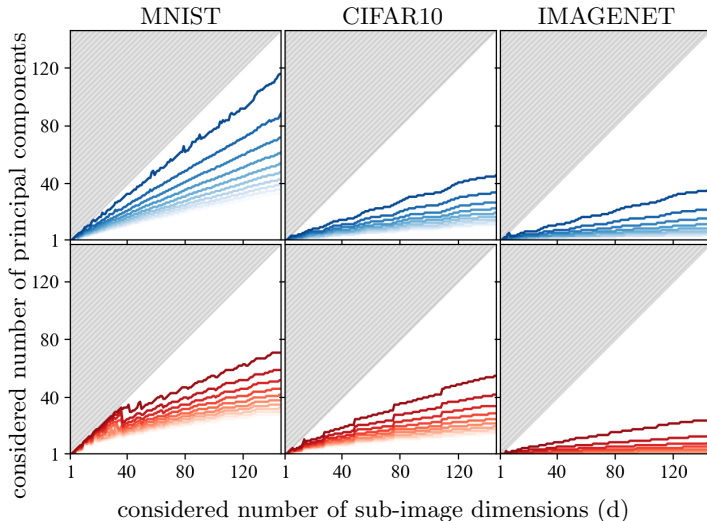 MNIST CIFAR10 IMAGENET
considered number of principal components
120
80
40
1
120
80
40
1
1 40 80 120 1 40 80 120 1 40 80 120
considered number of sub-image dimensions (d)